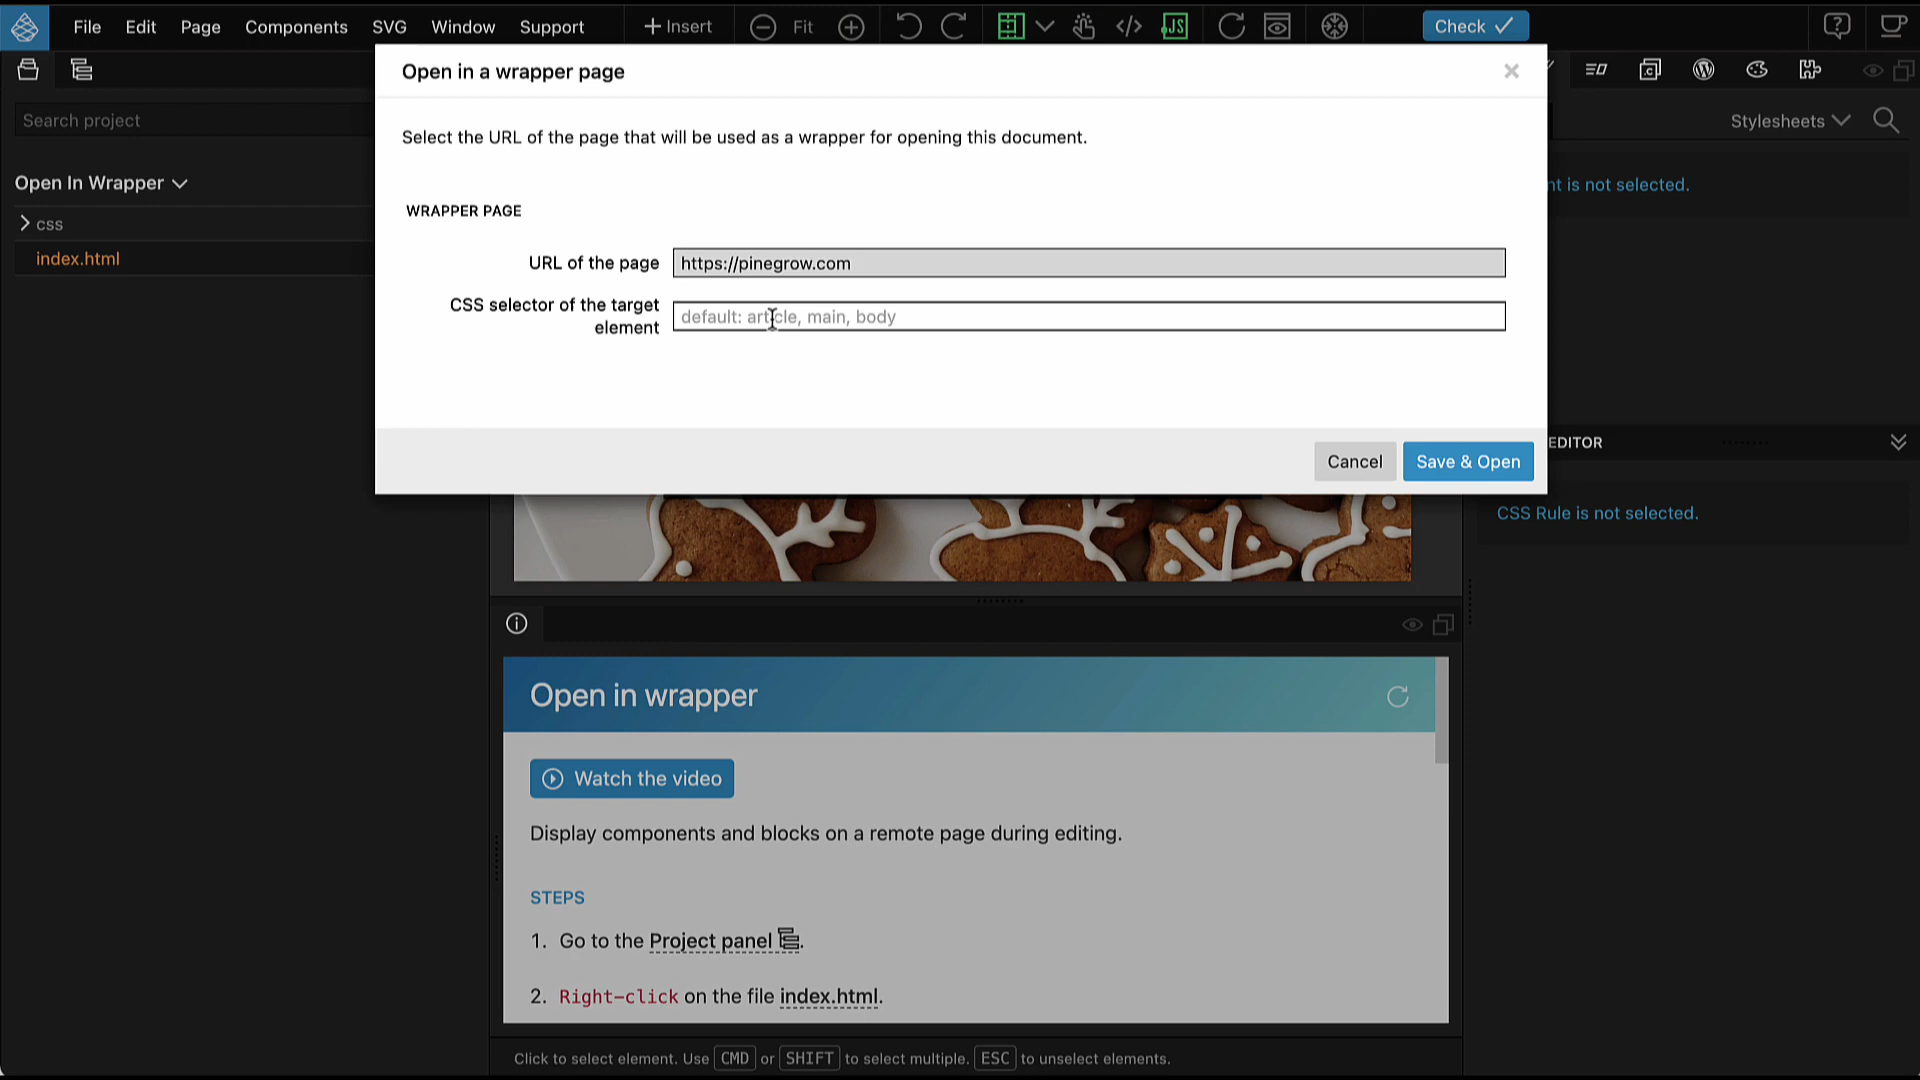 File Edit Page Components SVG Window Support Insert Fit JS Check
Open in a wrapper page
Search project
Stylesheets
Select the URL of the page that will be used as a wrapper for opening this document.
Open In Wrapper
nt is not selected.
WRAPPER PAGE
css
index.html
URL of the page https://pinegrow.com
CSS selector of the target
element
default: article, main, body
EDITOR
Cancel Save & Open
CSS Rule is not selected.
Open in wrapper
Watch the video
Display components and blocks on a remote page during editing.
STEPS
1. Go to the Project panel .
2. Right-click on the file index.html.
Click to select element. Use CMD or SHIFT to select multiple. ESC to unselect elements.